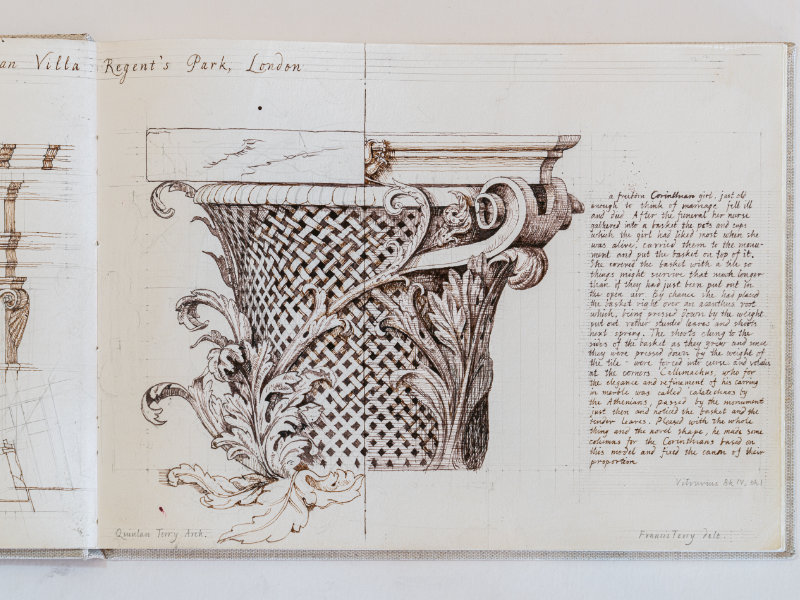 an Villa Regent's Park, London
a freeborn Corinthian girl, just old
enough to think of marriage, fell ill
and died. After the funeral her nurse
gathered into a basket the pots and cups
which the girl had liked most when she
was alive, carried them to the monu-
ment and put the basket on top of it.
She covered the basket with a tile so
things might survive that much longer
than if they had just been put out in
the open air. By chance she had placed
the basket right over an acanthus root
which, being pressed down by the weight
put out rather stunted leaves and shoots
next spring. The shoots clung to the
sides of the basket as they grew and since
they were pressed down by the weight of
the tile - were forced into curve and volutes
at the corners. Callimachus, who for
the elegance and refinement of his carving
in marble was called catatechnos by
the Athenians, passed by the monument
just then and noticed the basket and the
tender leaves. Pleased with the whole
thing and the novel shape, he made some
columns for the Corinthians based on
this model and fixed the canon of their
proportion
Vitruvius Bk IV, ch 1
Quinlan Terry Arch.
Francis Terry delt.